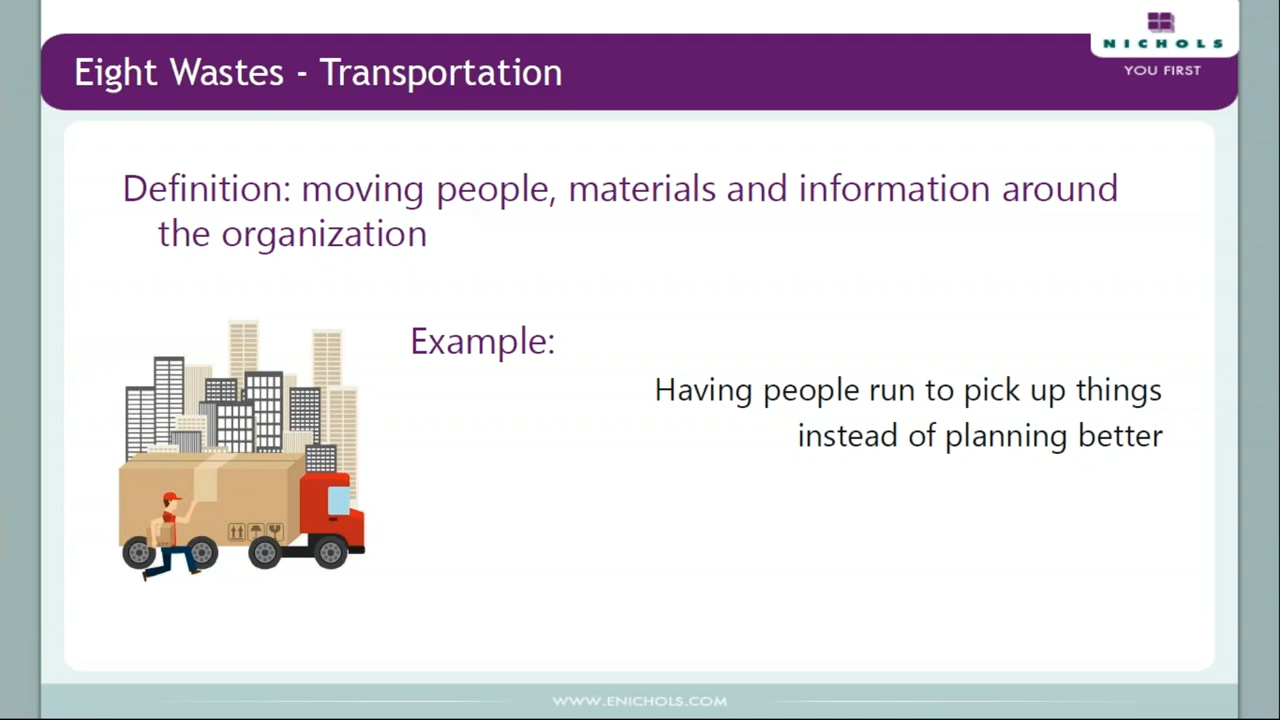 NICHOLS
YOU FIRST
Eight Wastes - Transportation
Definition: moving people, materials and information around
the organization
Example:
Having people run to pick up things
instead of planning better
WWW.ENICHOLS.COM